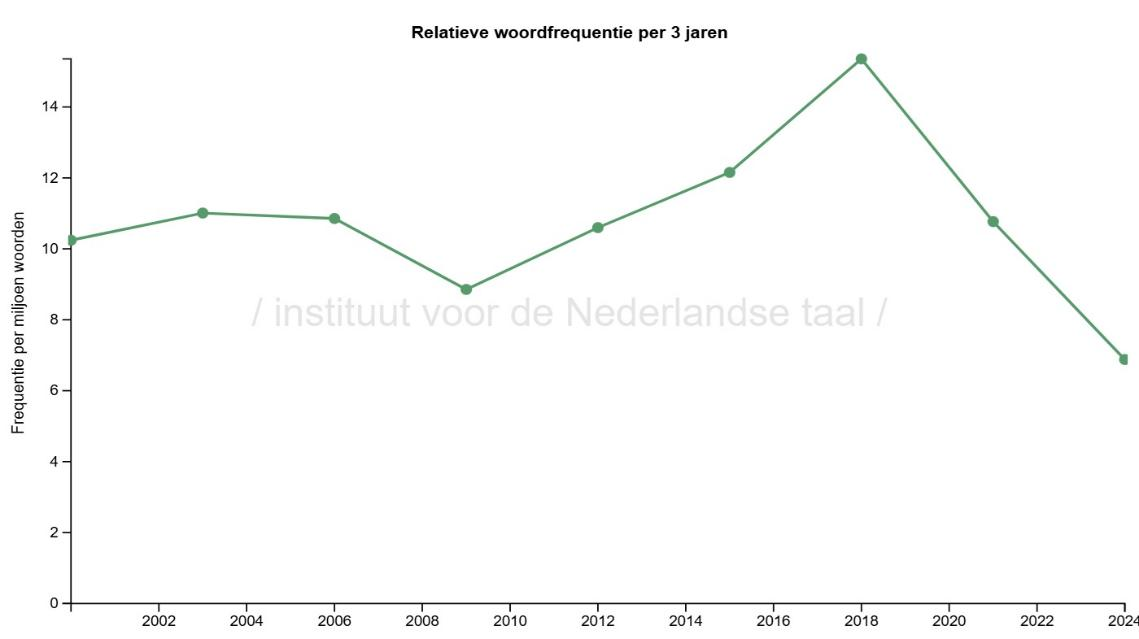 Relatieve woordfrequentie per 3 jaren
Frequentie per miljoen woorden
14
12
10
8
6
4
2
0
/ instituut voor de Nederlandse taal /
2002 2004 2006 2008 2010 2012 2014 2016 2018 2020 2022 2024